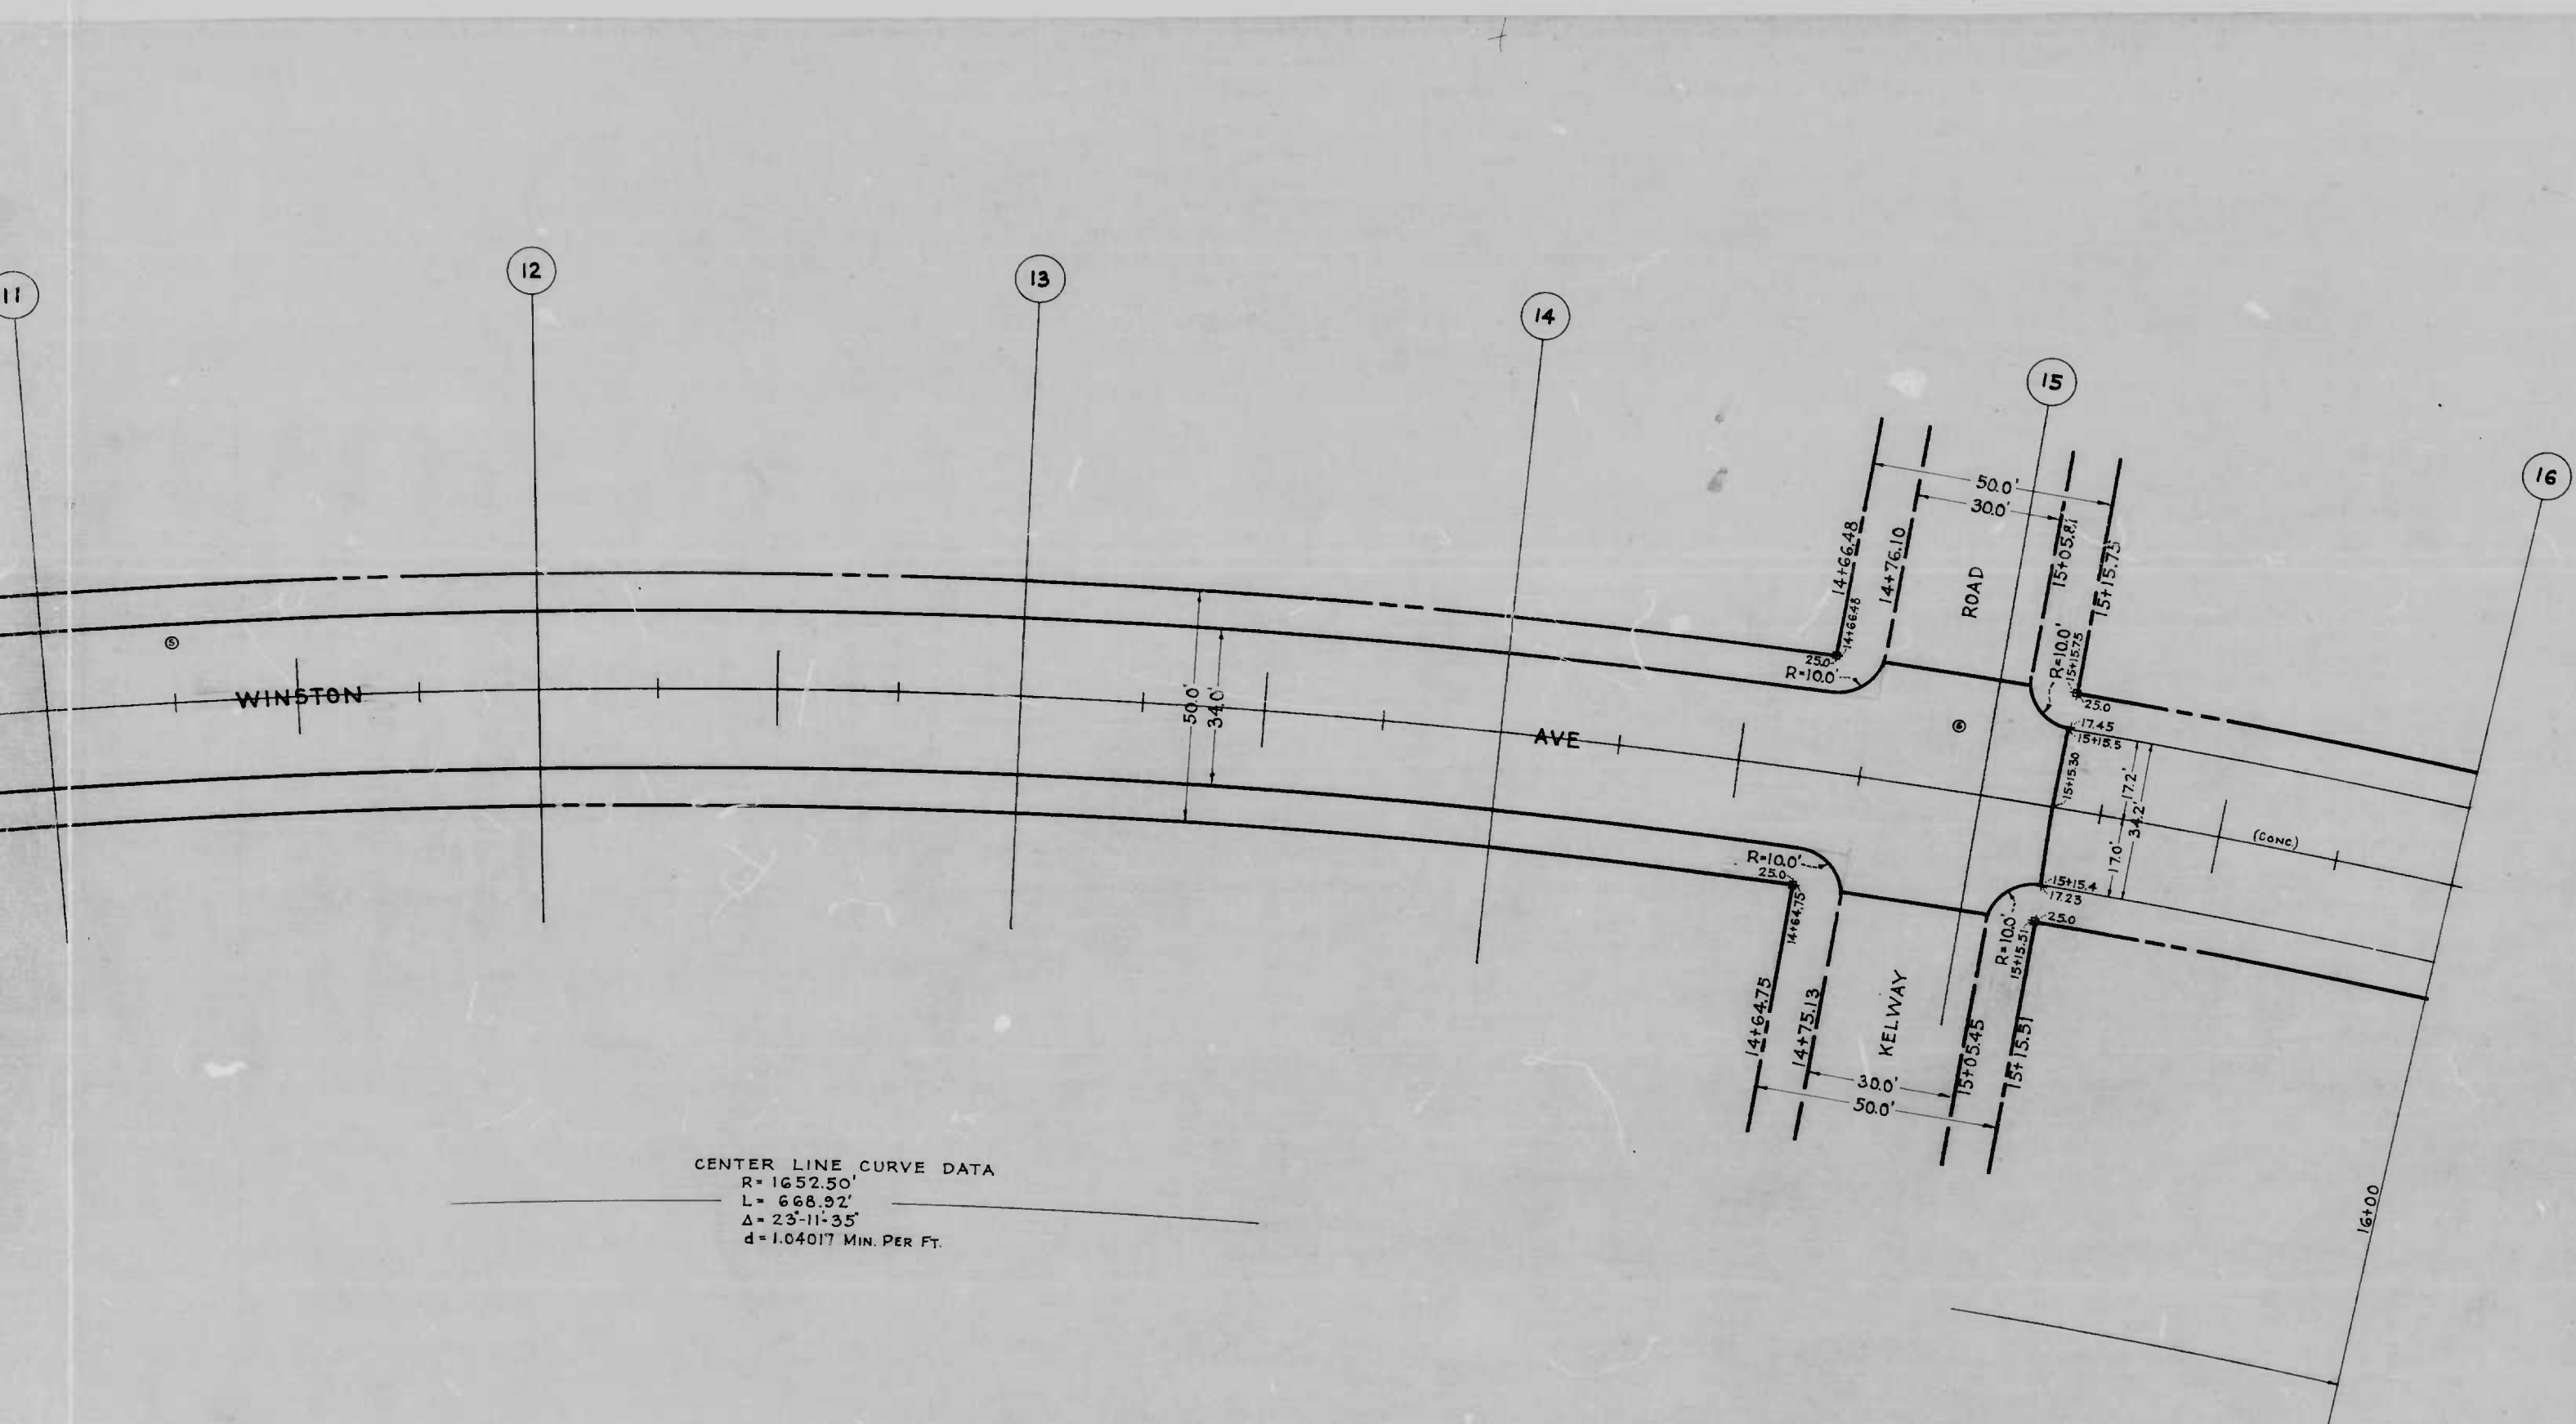 11
12
13
14
15
16
50.0'
30.0'
14+66.48
14+76.10
ROAD
15+05.81
15+15.75
14+66.48
25.0
R=10.0'
R=10.0'
15+15.75
25.0
17.45
15+15.5
5
WINSTON
50.0'
34.0'
AVE
6
15+15.30
17.2'
34.2'
17.0'
(CONC.)
R=10.0'
25.0
14+64.75
15+15.4
17.23
25.0
R=10.0'
15+15.51
14+64.75
14+75.13
KELWAY
15+05.45
15+15.51
30.0'
50.0'
CENTER LINE CURVE DATA
R= 1652.50'
L= 668.92'
Δ= 23°-11'-35"
d= 1.04017 MIN. PER FT.
16+00